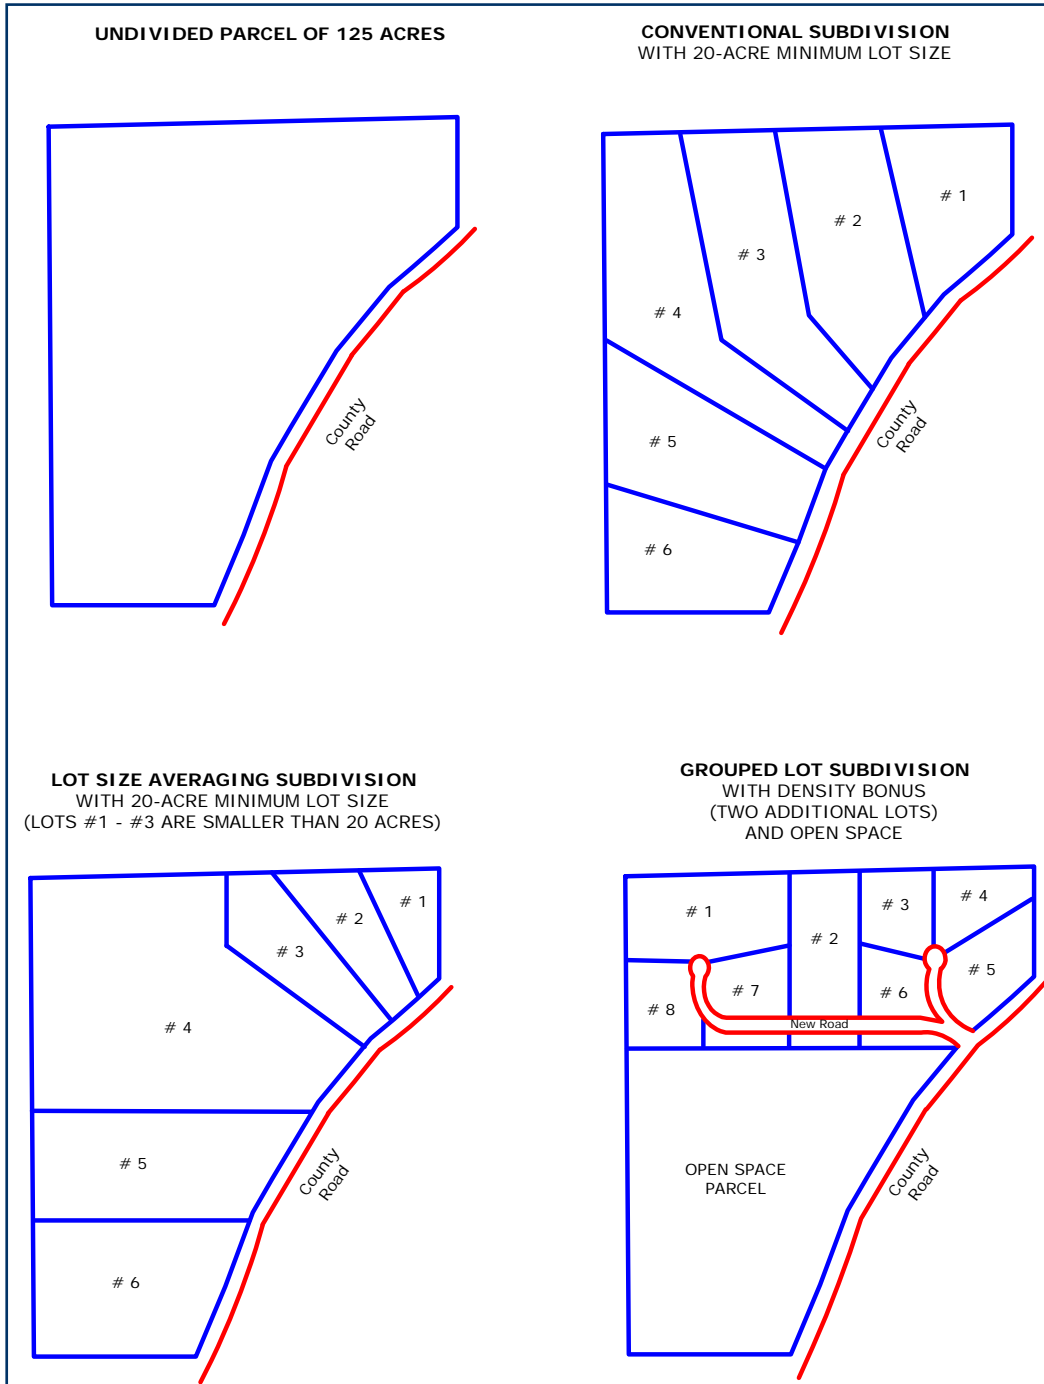 UNDIVIDED PARCEL OF 125 ACRES
County
Road
CONVENTIONAL SUBDIVISION
WITH 20-ACRE MINIMUM LOT SIZE
# 1
# 2
# 3
# 4
# 5
# 6
County
Road
LOT SIZE AVERAGING SUBDIVISION
WITH 20-ACRE MINIMUM LOT SIZE
(LOTS #1 - #3 ARE SMALLER THAN 20 ACRES)
# 1
# 2
# 3
# 4
# 5
# 6
County
Road
GROUPED LOT SUBDIVISION
WITH DENSITY BONUS
(TWO ADDITIONAL LOTS)
AND OPEN SPACE
# 1
# 2
# 3
# 4
# 5
# 6
# 7
# 8
New Road
OPEN SPACE
PARCEL
County
Road